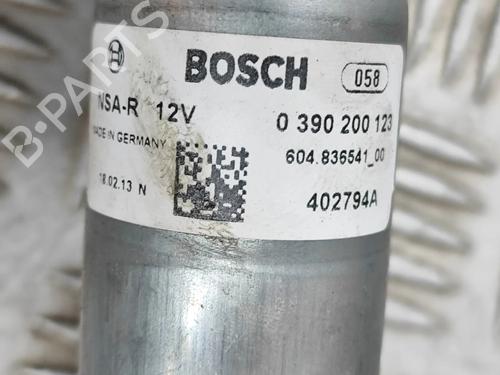 BOSCH
058
NSA-R 12V
0 390 200 123
MADE IN GERMANY
604.836541_00
18.02.13 N
402794A
B-PARTS